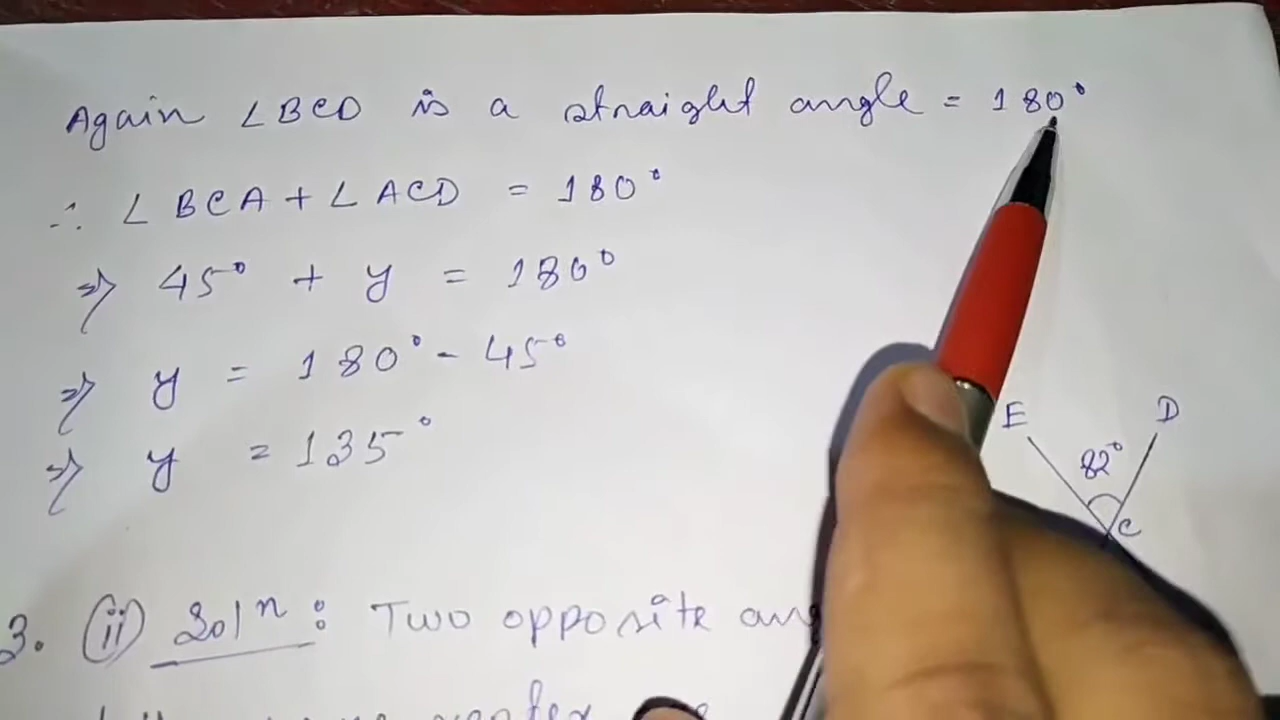 Again ∠BCD is a straight angle = 180°
∴ ∠BCA + ∠ACD = 180°
⇒ 45° + y = 180°
⇒ y = 180° - 45°
⇒ y = 135°
E D
82°
C
3. (ii) Solⁿ: Two opposite